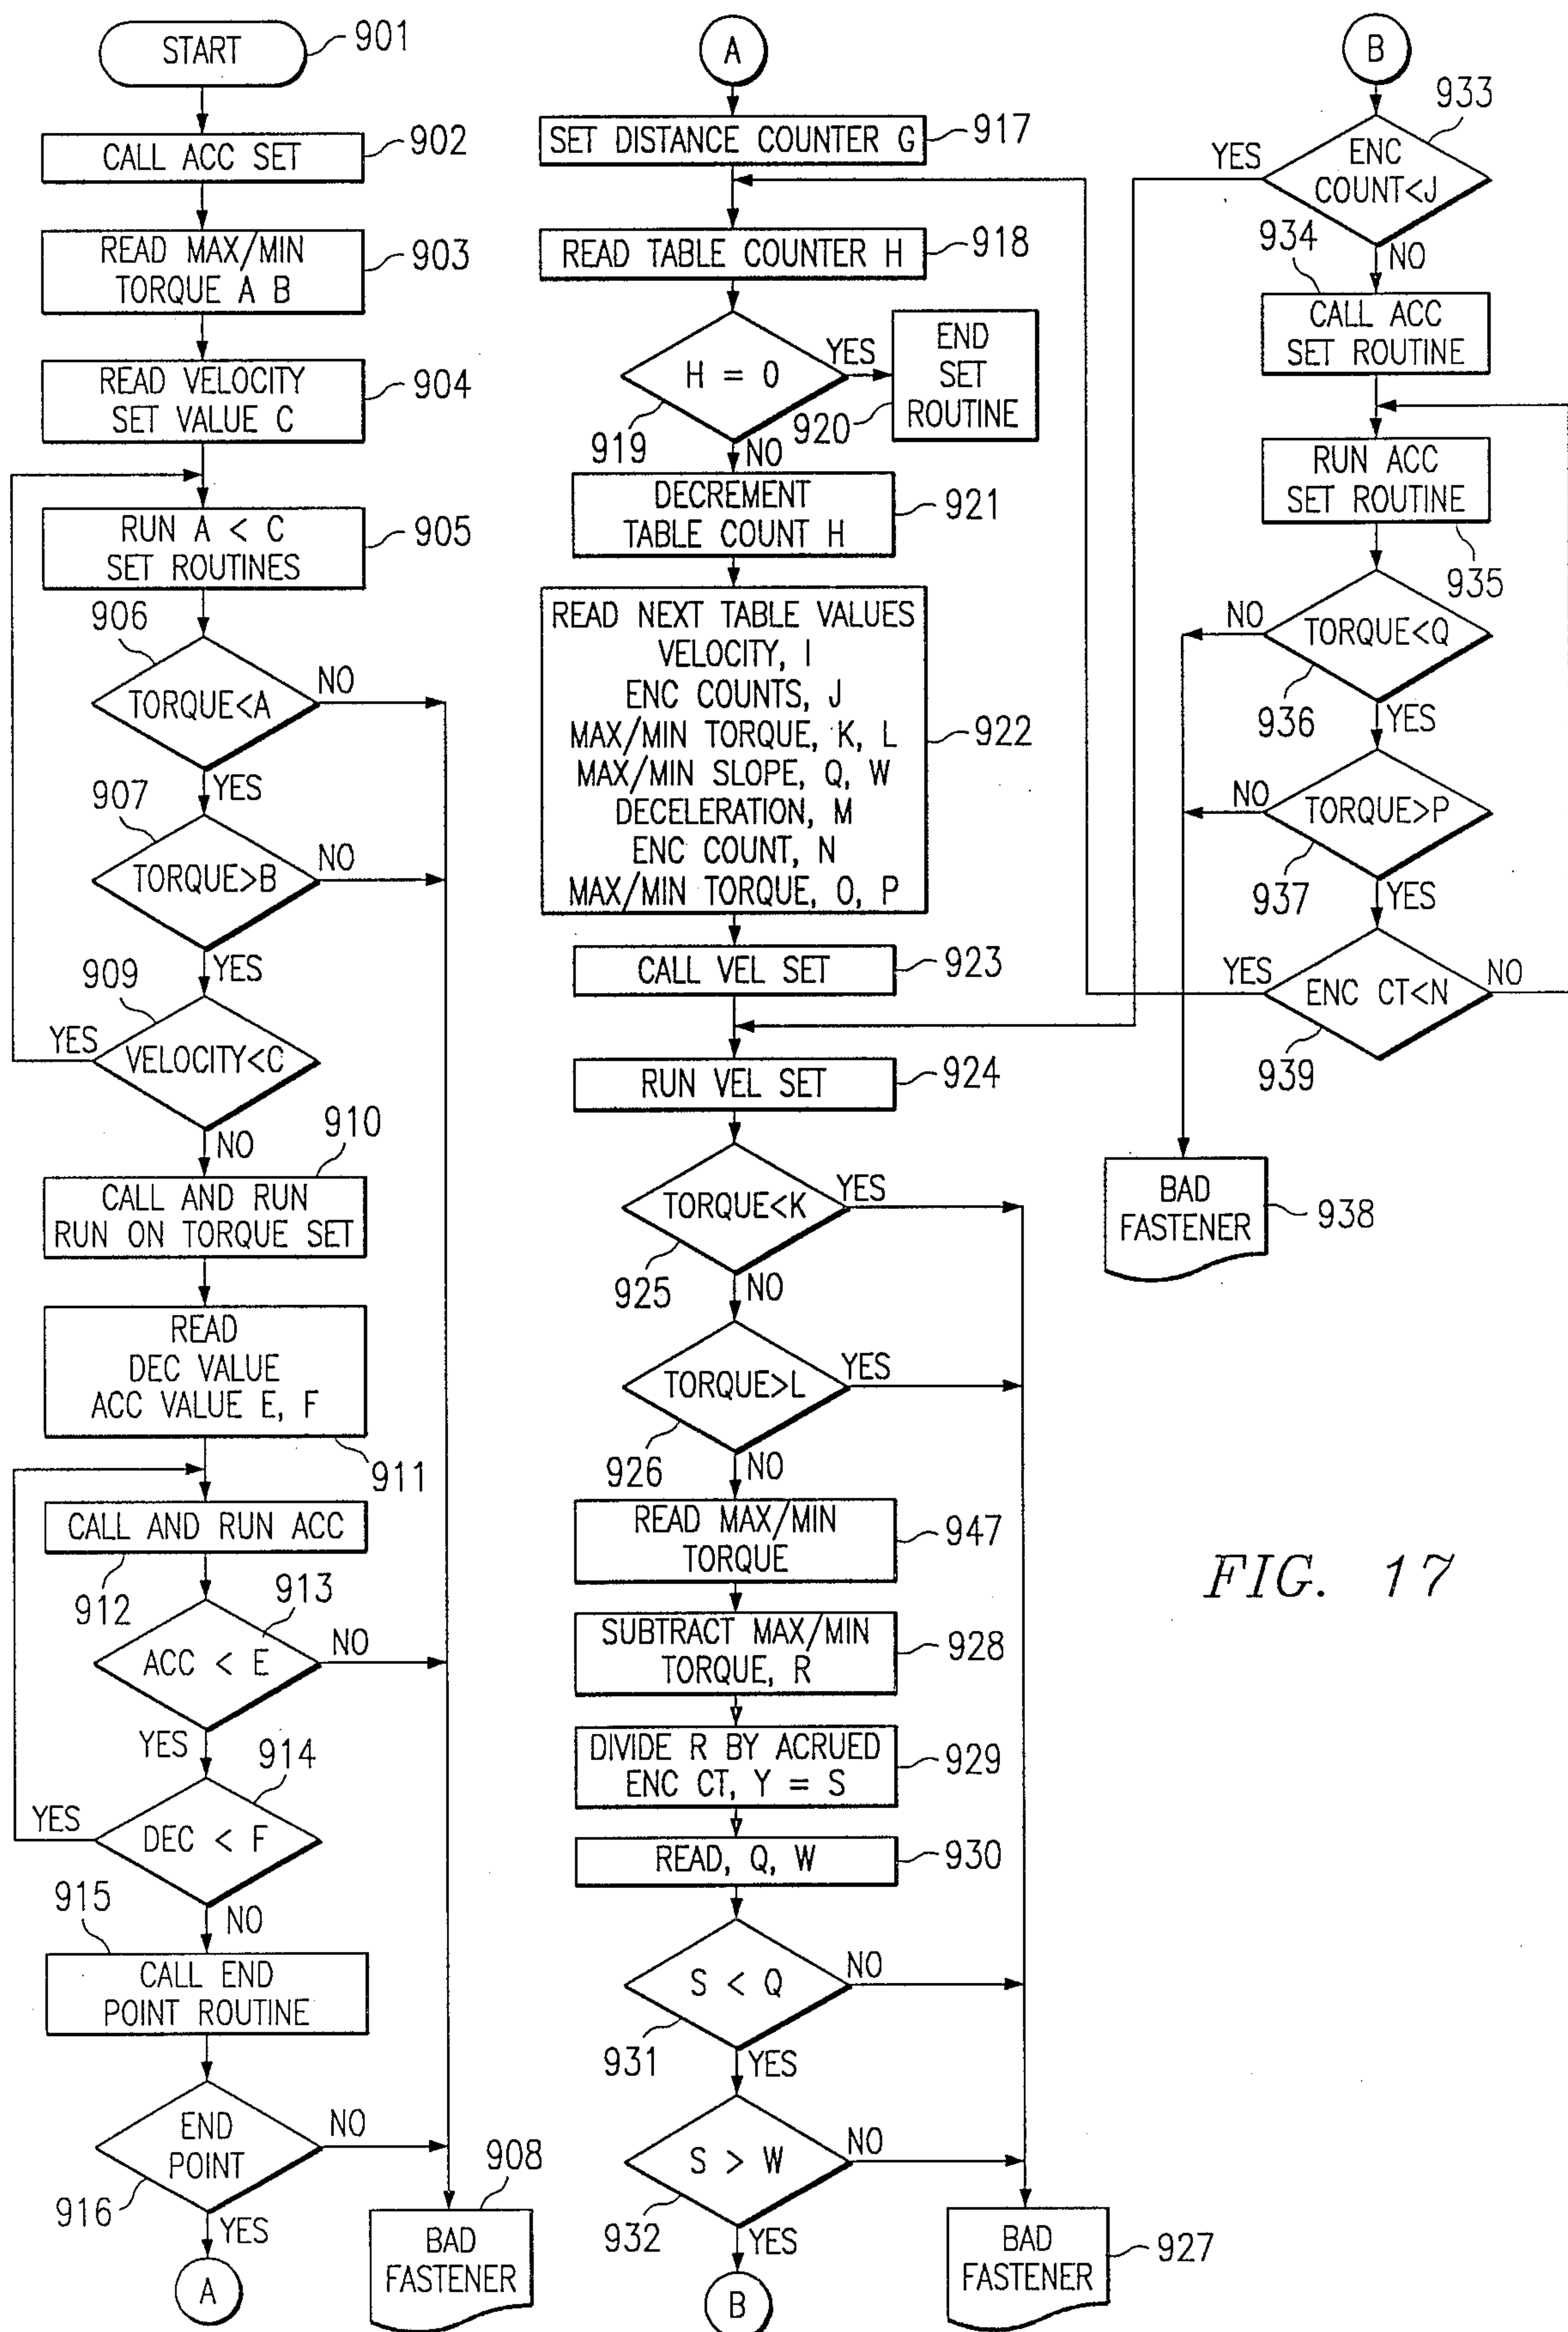 START
901
CALL ACC SET
902
READ MAX/MIN
TORQUE A B
903
READ VELOCITY
SET VALUE C
904
RUN A < C
SET ROUTINES
905
906
TORQUE<A
NO
YES
907
TORQUE>B
NO
YES
909
VELOCITY<C
YES
NO
910
CALL AND RUN
RUN ON TORQUE SET
READ
DEC VALUE
ACC VALUE E, F
911
CALL AND RUN ACC
912
913
ACC < E
NO
YES
914
DEC < F
YES
NO
915
CALL END
POINT ROUTINE
END
POINT
NO
916
YES
A
908
BAD
FASTENER
A
SET DISTANCE COUNTER G
917
READ TABLE COUNTER H
918
H = 0
YES
919
NO
END
SET
ROUTINE
920
DECREMENT
TABLE COUNT H
921
READ NEXT TABLE VALUES
VELOCITY, I
ENC COUNTS, J
MAX/MIN TORQUE, K, L
MAX/MIN SLOPE, Q, W
DECELERATION, M
ENC COUNT, N
MAX/MIN TORQUE, O, P
922
CALL VEL SET
923
RUN VEL SET
924
TORQUE<K
YES
925
NO
TORQUE>L
YES
926
NO
READ MAX/MIN
TORQUE
947
SUBTRACT MAX/MIN
TORQUE, R
928
DIVIDE R BY ACRUED
ENC CT, Y = S
929
READ, Q, W
930
S < Q
NO
931
YES
S > W
NO
932
YES
B
BAD
FASTENER
927
B
933
ENC
COUNT<J
YES
NO
934
CALL ACC
SET ROUTINE
RUN ACC
SET ROUTINE
935
TORQUE<Q
NO
936
YES
TORQUE>P
NO
937
YES
ENC CT<N
YES
NO
939
BAD
FASTENER
938
FIG. 17